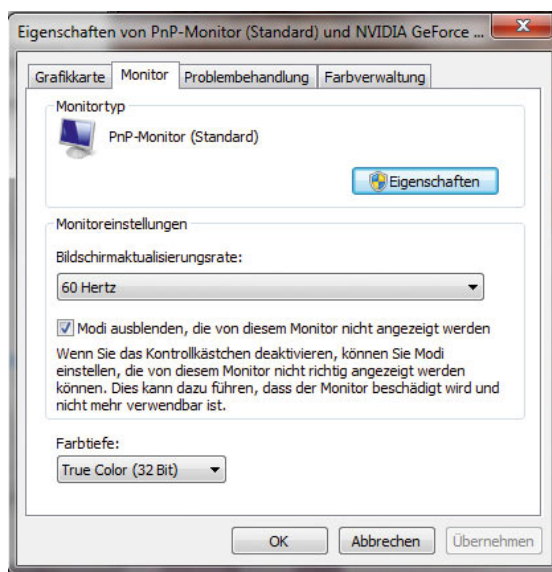 Eigenschaften von PnP-Monitor (Standard) und NVIDIA GeForce ...
Grafikkarte Monitor Problembehandlung Farbverwaltung
Monitortyp
PnP-Monitor (Standard)
Eigenschaften
Monitoreinstellungen
Bildschirmaktualisierungsrate:
60 Hertz
Modi ausblenden, die von diesem Monitor nicht angezeigt werden
Wenn Sie das Kontrollkästchen deaktivieren, können Sie Modi
einstellen, die von diesem Monitor nicht richtig angezeigt werden
können. Dies kann dazu führen, dass der Monitor beschädigt wird und
nicht mehr verwendbar ist.
Farbtiefe:
True Color (32 Bit)
OK Abbrechen Übernehmen